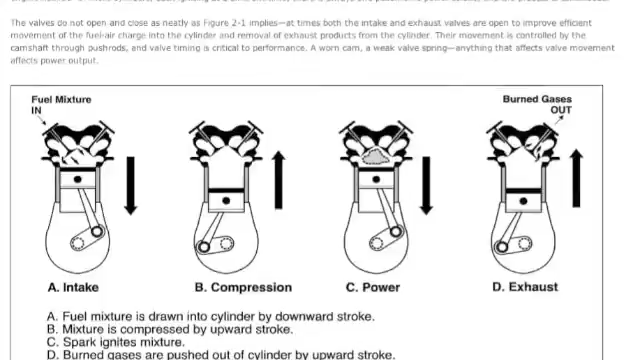 The valves do not open and close as neatly as Figure 2-1 implies—at times both the intake and exhaust valves are open to improve efficient
movement of the fuel-air charge into the cylinder and removal of exhaust products from the cylinder. Their movement is controlled by the
camshaft through pushrods, and valve timing is critical to performance. A worn cam, a weak valve spring—anything that affects valve movement
affects power output.
Fuel Mixture
IN
Burned Gases
OUT
A. Intake
B. Compression
C. Power
D. Exhaust
A. Fuel mixture is drawn into cylinder by downward stroke.
B. Mixture is compressed by upward stroke.
C. Spark ignites mixture.
D. Burned gases are pushed out of cylinder by upward stroke.